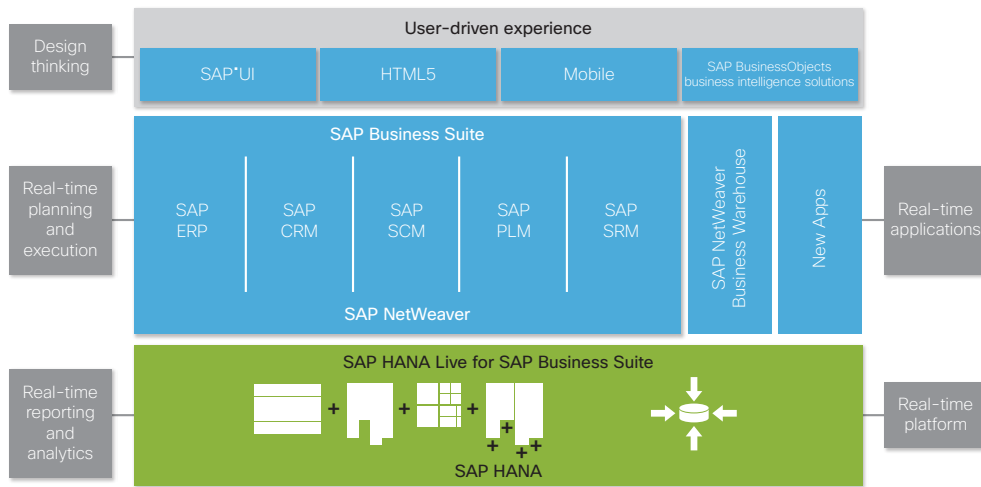 User-driven experience
Design
thinking
SAP•UI
HTML5
Mobile
SAP BusinessObjects
business intelligence solutions
SAP Business Suite
Real-time
planning
and
execution
SAP
ERP
SAP
CRM
SAP
SCM
SAP
PLM
SAP
SRM
SAP NetWeaver
SAP NetWeaver
Business Warehouse
New Apps
Real-time
applications
SAP HANA Live for SAP Business Suite
Real-time
reporting
and
analytics
+ + +
+
+ + +
SAP HANA
Real-time
platform